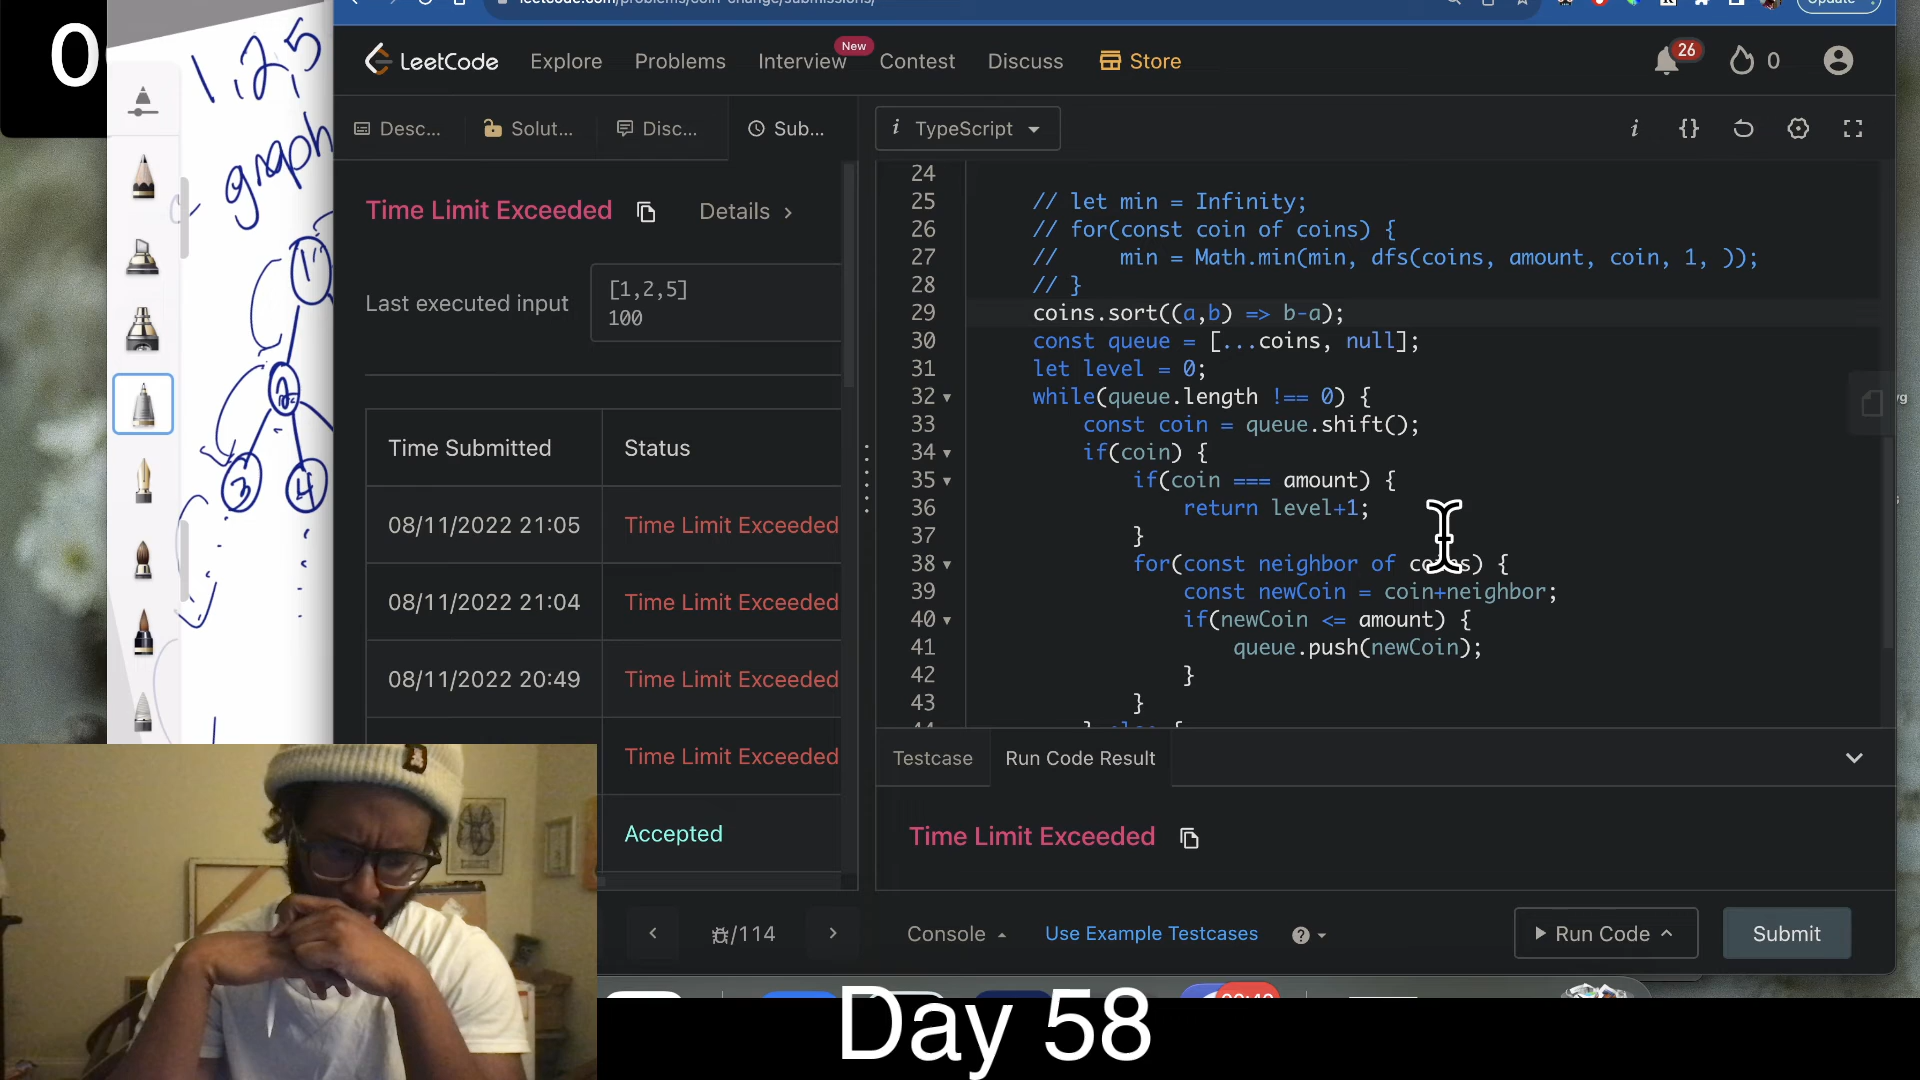 0
1,2,5
graph
1
2
3
4
leetcode.com/problems/coin-change/submissions/
Update
LeetCode
Explore
Problems
Interview
New
Contest
Discuss
Store
26
0
Desc...
Solut...
Disc...
Sub...
i TypeScript
i {}
Time Limit Exceeded
Details >
Last executed input
[1,2,5]
100
Time Submitted Status
08/11/2022 21:05 Time Limit Exceeded
08/11/2022 21:04 Time Limit Exceeded
08/11/2022 20:49 Time Limit Exceeded
Time Limit Exceeded
Accepted
24
25 // let min = Infinity;
26 // for(const coin of coins) {
27 //     min = Math.min(min, dfs(coins, amount, coin, 1, ));
28 // }
29 coins.sort((a,b) => b-a);
30 const queue = [...coins, null];
31 let level = 0;
32 while(queue.length !== 0) {
33 const coin = queue.shift();
34 if(coin) {
35 if(coin === amount) {
36 return level+1;
37 }
38 for(const neighbor of coins) {
39 const newCoin = coin+neighbor;
40 if(newCoin <= amount) {
41 queue.push(newCoin);
42 }
43 }
44 } else {
Testcase
Run Code Result
Time Limit Exceeded
/114
Console
Use Example Testcases
?
Run Code
Submit
Day 58